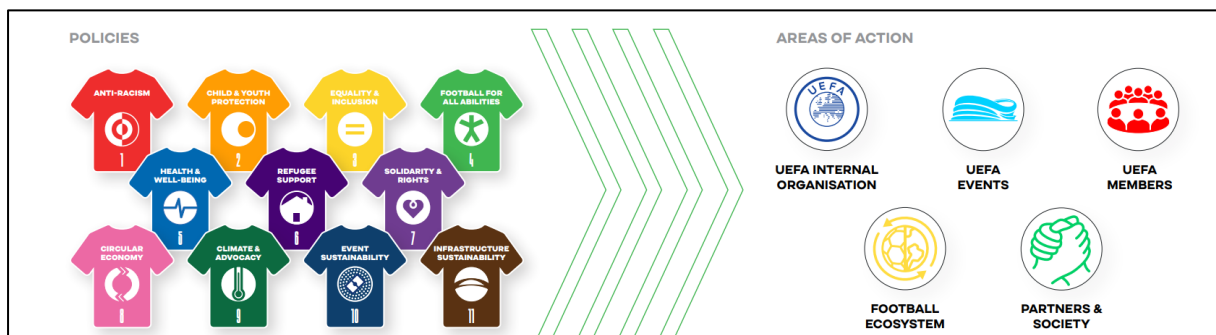 POLICIES
ANTI-RACISM
1
CHILD & YOUTH
PROTECTION
2
EQUALITY &
INCLUSION
3
FOOTBALL FOR
ALL ABILITIES
4
HEALTH &
WELL-BEING
5
REFUGEE
SUPPORT
6
SOLIDARITY &
RIGHTS
7
CIRCULAR
ECONOMY
8
CLIMATE &
ADVOCACY
9
EVENT
SUSTAINABILITY
10
INFRASTRUCTURE
SUSTAINABILITY
11
AREAS OF ACTION
UEFA
UEFA INTERNAL
ORGANISATION
UEFA
EVENTS
UEFA
MEMBERS
FOOTBALL
ECOSYSTEM
PARTNERS &
SOCIETY